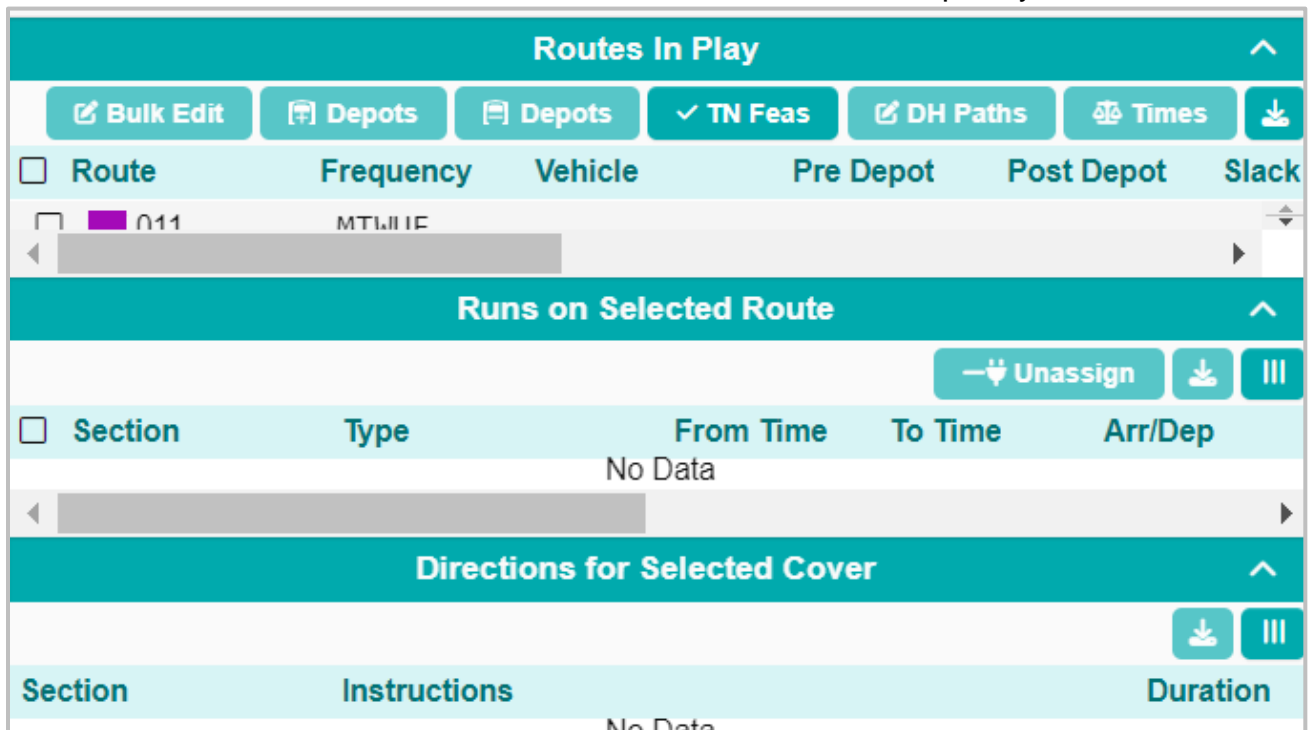 Routes In Play
Bulk Edit Depots Depots TN Feas DH Paths Times
Route Frequency Vehicle Pre Depot Post Depot Slack
011 MTWUF
Runs on Selected Route
Unassign
Section Type From Time To Time Arr/Dep
No Data
Directions for Selected Cover
Section Instructions Duration
No Data